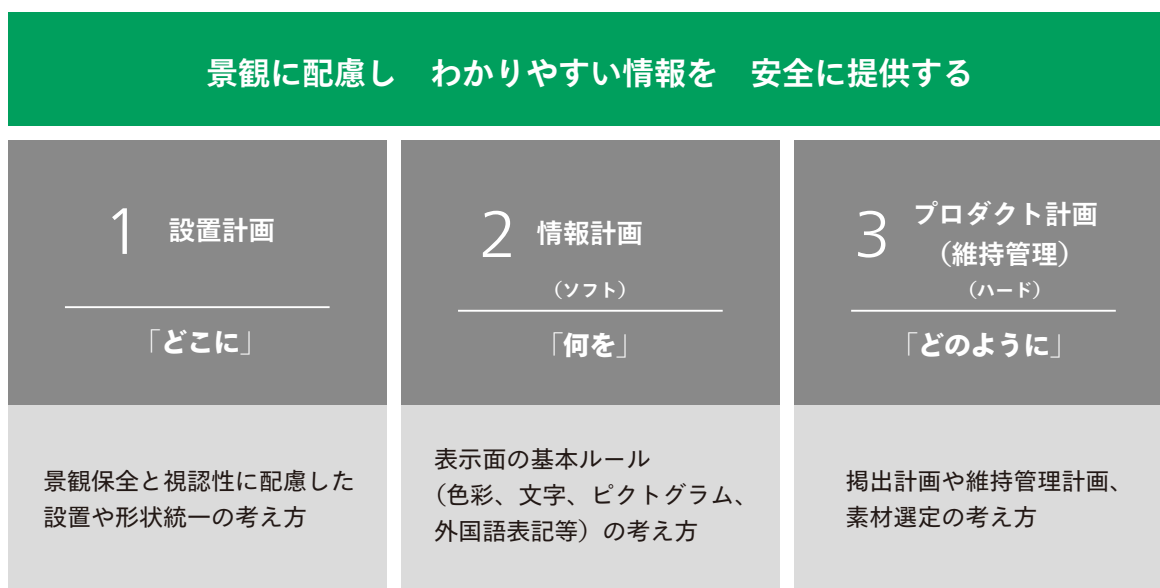 景観に配慮し　わかりやすい情報を　安全に提供する
1 設置計画
「どこに」
景観保全と視認性に配慮した
設置や形状統一の考え方
2 情報計画
（ソフト）
「何を」
表示面の基本ルール
（色彩、文字、ピクトグラム、
外国語表記等）の考え方
3 プロダクト計画
（維持管理）
（ハード）
「どのように」
掲出計画や維持管理計画、
素材選定の考え方